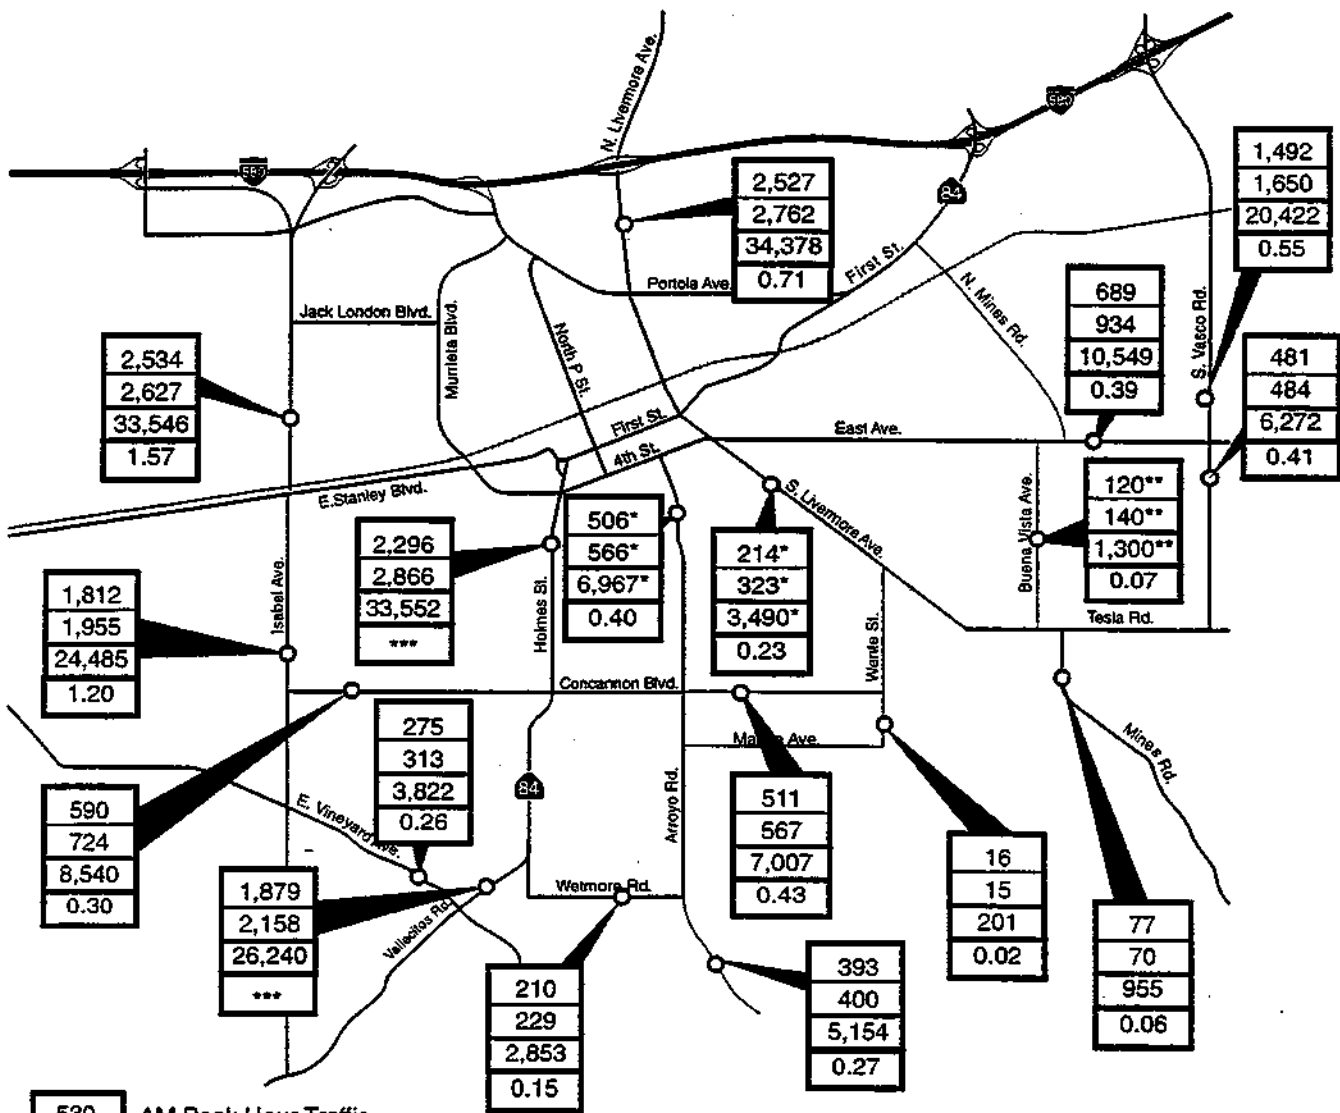 N. Livermore Ave.
580
580
84
2,527
2,762
34,378
0.71
1,492
1,650
20,422
0.55
First St.
Portola Ave.
N. Mines Rd.
S. Vasco Rd.
689
934
10,549
0.39
Jack London Blvd.
Murrieta Blvd.
North P St.
2,534
2,627
33,546
1.57
481
484
6,272
0.41
First St.
4th St.
East Ave.
E.Stanley Blvd.
S. Livermore Ave.
Buena Vista Ave.
120**
140**
1,300**
0.07
506*
566*
6,967*
0.40
2,296
2,866
33,552
***
214*
323*
3,490*
0.23
Isabel Ave.
Holmes St.
Wente St.
Tesla Rd.
1,812
1,955
24,485
1.20
Concannon Blvd.
275
313
3,822
0.26
Ave.
Mines Rd.
84
Arroyo Rd.
590
724
8,540
0.30
E. Vineyard Ave.
511
567
7,007
0.43
16
15
201
0.02
1,879
2,158
26,240
***
Wetmore Rd.
Vallecitos Rd.
77
70
955
0.06
393
400
5,154
0.27
210
229
2,853
0.15
530
AM Peak Hour Traffic